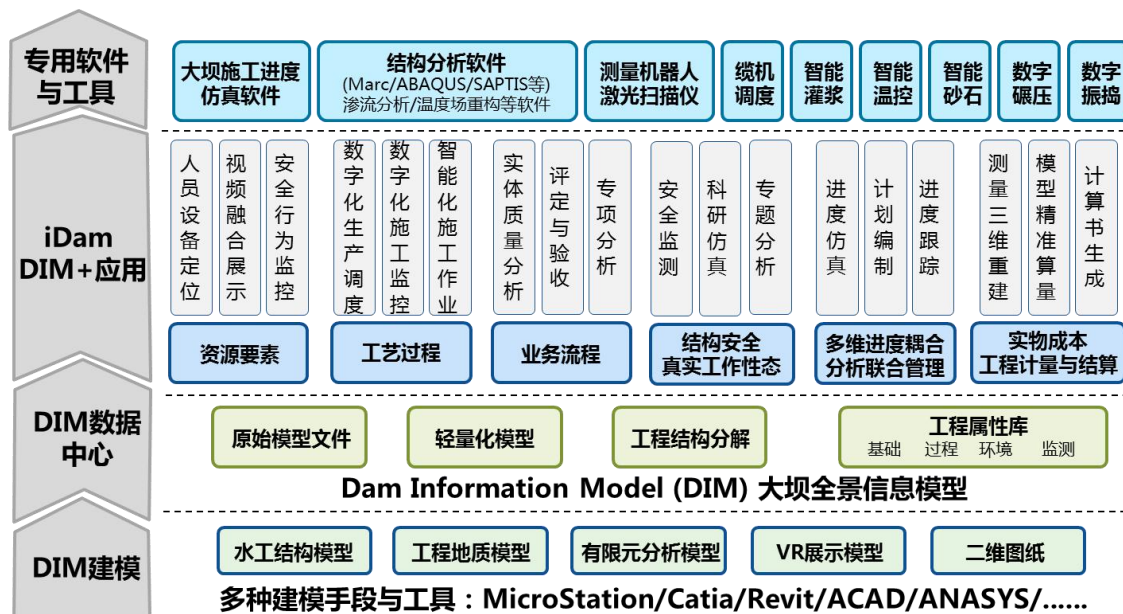 专用软件
与工具
大坝施工进度
仿真软件
结构分析软件
(Marc/ABAQUS/SAPTIS等)
渗流分析/温度场重构等软件
测量机器人
激光扫描仪
缆机
调度
智能
灌浆
智能
温控
智能
砂石
数字
碾压
数字
振捣
iDam
DIM+应用
人员设备定位
视频融合展示
安全行为监控
数字化生产调度
数字化施工监控
智能化施工作业
实体质量分析
评定与验收
专项分析
安全监测
科研仿真
专题分析
进度仿真
计划编制
进度跟踪
测量三维重建
模型精准算量
计算书生成
资源要素
工艺过程
业务流程
结构安全
真实工作性态
多维进度耦合
分析联合管理
实物成本
工程计量与结算
DIM数据
中心
原始模型文件
轻量化模型
工程结构分解
工程属性库
基础 过程 环境 监测
Dam Information Model (DIM) 大坝全景信息模型
DIM建模
水工结构模型
工程地质模型
有限元分析模型
VR展示模型
二维图纸
多种建模手段与工具：MicroStation/Catia/Revit/ACAD/ANASYS/......